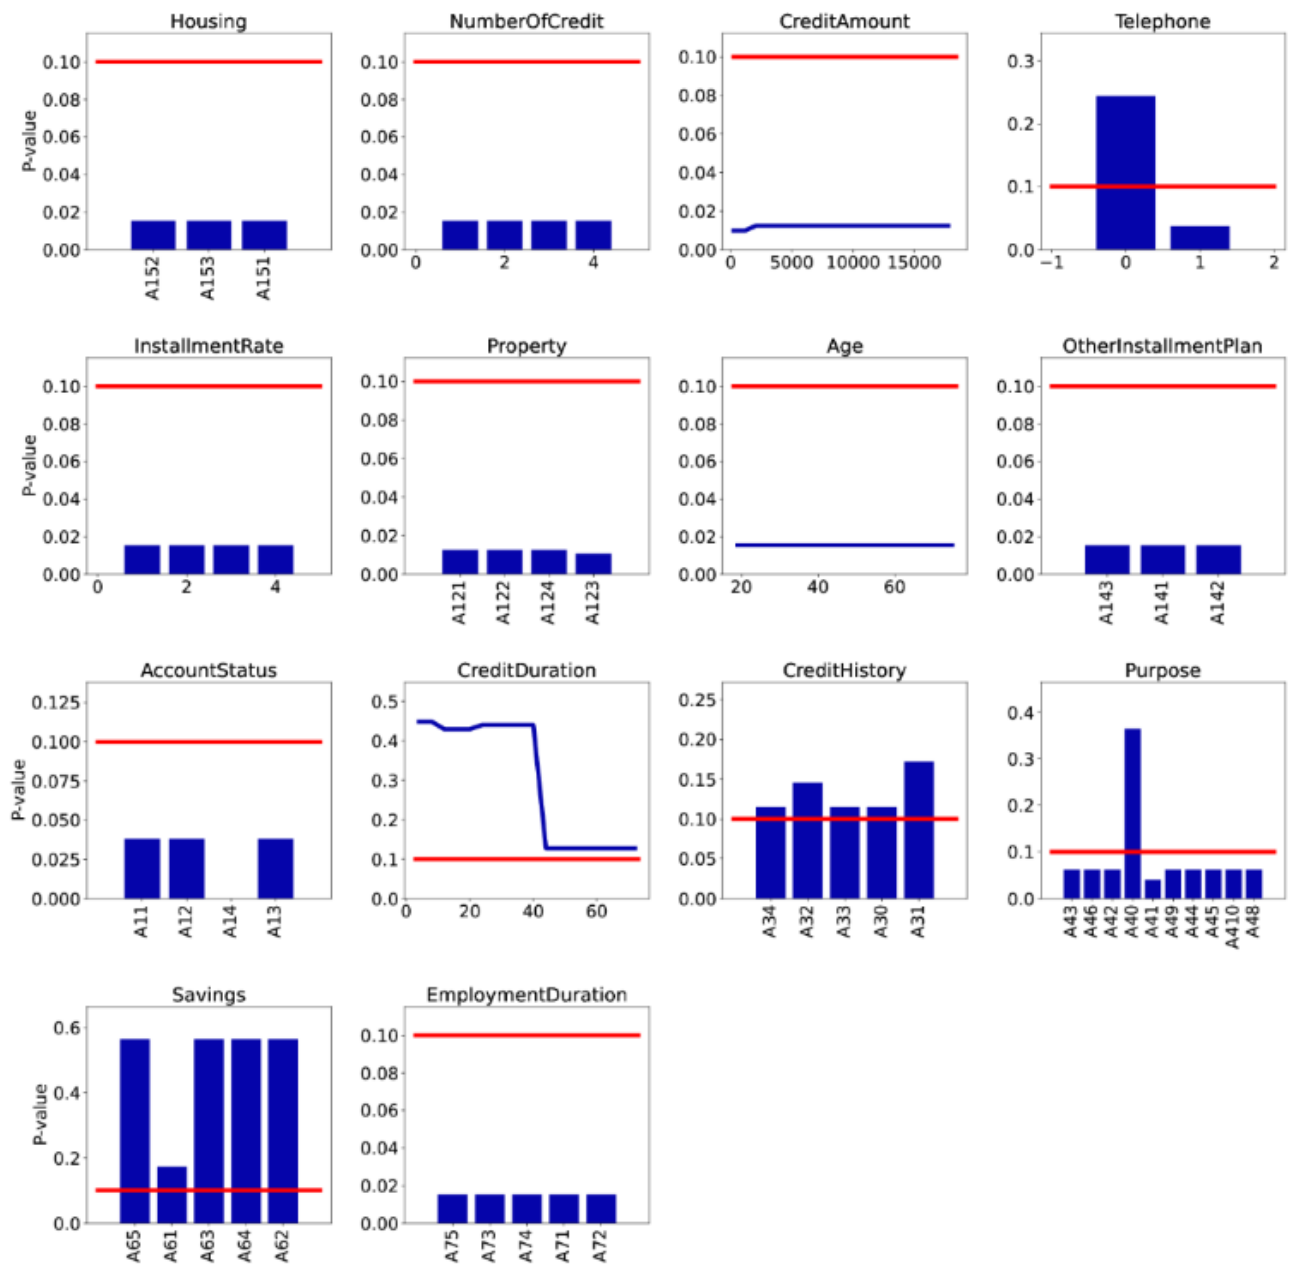 Housing
P-value
0.10
0.08
0.06
0.04
0.02
0.00
A152 A153 A151
NumberOfCredit
0.10
0.08
0.06
0.04
0.02
0.00
0 2 4
CreditAmount
0.10
0.08
0.06
0.04
0.02
0.00
0 5000 10000 15000
Telephone
0.3
0.2
0.1
0.0
−1 0 1 2
InstallmentRate
P-value
0.10
0.08
0.06
0.04
0.02
0.00
0 2 4
Property
0.10
0.08
0.06
0.04
0.02
0.00
A121 A122 A124 A123
Age
0.10
0.08
0.06
0.04
0.02
0.00
20 40 60
OtherInstallmentPlan
0.10
0.08
0.06
0.04
0.02
0.00
A143 A141 A142
AccountStatus
P-value
0.125
0.100
0.075
0.050
0.025
0.000
A11 A12 A14 A13
CreditDuration
0.5
0.4
0.3
0.2
0.1
0.0
0 20 40 60
CreditHistory
0.25
0.20
0.15
0.10
0.05
0.00
A34 A32 A33 A30 A31
Purpose
0.4
0.3
0.2
0.1
0.0
A43 A46 A42 A40 A41 A49 A44 A45 A410 A48
Savings
P-value
0.6
0.4
0.2
0.0
A65 A61 A63 A64 A62
EmploymentDuration
0.10
0.08
0.06
0.04
0.02
0.00
A75 A73 A74 A71 A72